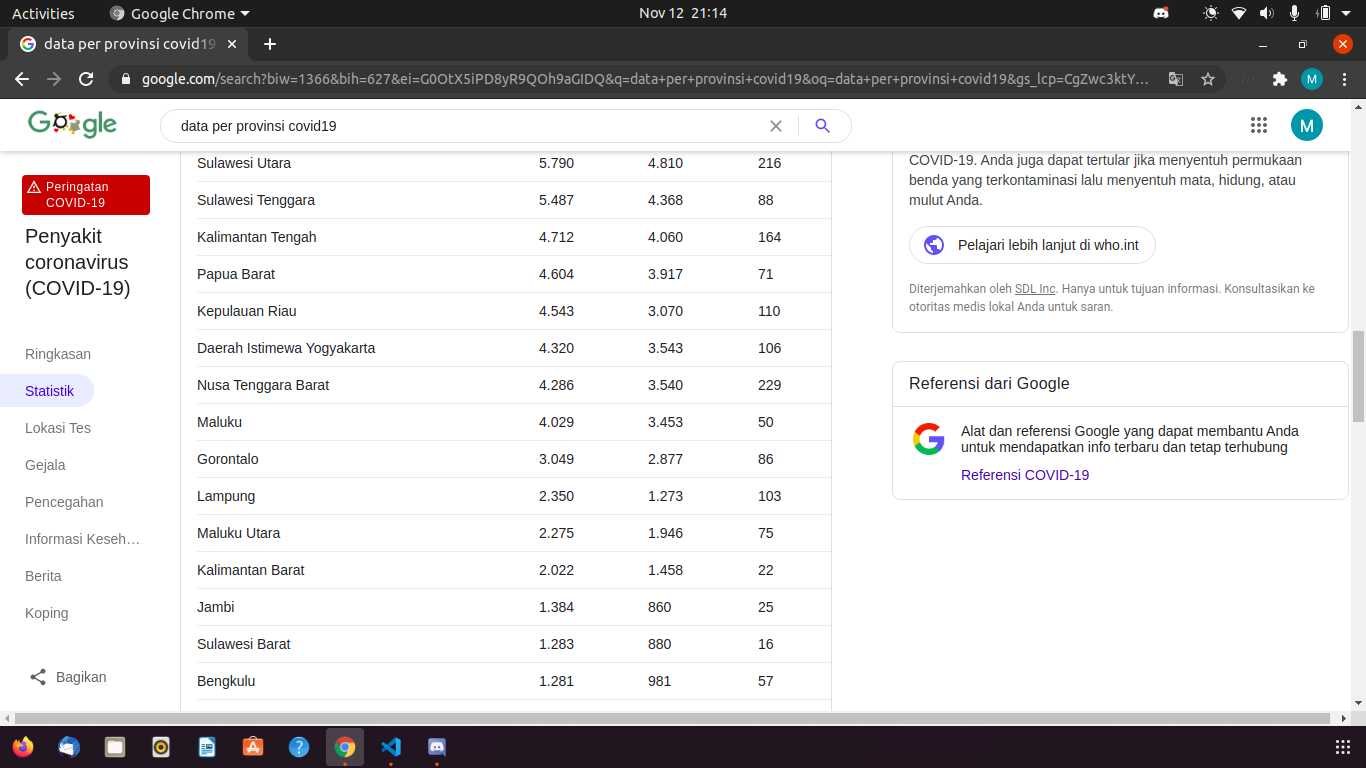 Activities
Google Chrome
Nov 12 21:14
data per provinsi covid19
google.com/search?biw=1366&bih=627&ei=G0OtX5iPD8yR9QOh9aGIDQ&q=data+per+provinsi+covid19&oq=data+per+provinsi+covid19&gs_lcp=CgZwc3ktY...
M
Google
data per provinsi covid19
M
Peringatan
COVID-19
Penyakit
coronavirus
(COVID-19)
Ringkasan
Statistik
Lokasi Tes
Gejala
Pencegahan
Informasi Keseh...
Berita
Koping
Bagikan
Sulawesi Utara 5.790 4.810 216
Sulawesi Tenggara 5.487 4.368 88
Kalimantan Tengah 4.712 4.060 164
Papua Barat 4.604 3.917 71
Kepulauan Riau 4.543 3.070 110
Daerah Istimewa Yogyakarta 4.320 3.543 106
Nusa Tenggara Barat 4.286 3.540 229
Maluku 4.029 3.453 50
Gorontalo 3.049 2.877 86
Lampung 2.350 1.273 103
Maluku Utara 2.275 1.946 75
Kalimantan Barat 2.022 1.458 22
Jambi 1.384 860 25
Sulawesi Barat 1.283 880 16
Bengkulu 1.281 981 57
COVID-19. Anda juga dapat tertular jika menyentuh permukaan
benda yang terkontaminasi lalu menyentuh mata, hidung, atau
mulut Anda.
Pelajari lebih lanjut di who.int
Diterjemahkan oleh SDL Inc. Hanya untuk tujuan informasi. Konsultasikan ke
otoritas medis lokal Anda untuk saran.
Referensi dari Google
Alat dan referensi Google yang dapat membantu Anda
untuk mendapatkan info terbaru dan tetap terhubung
Referensi COVID-19